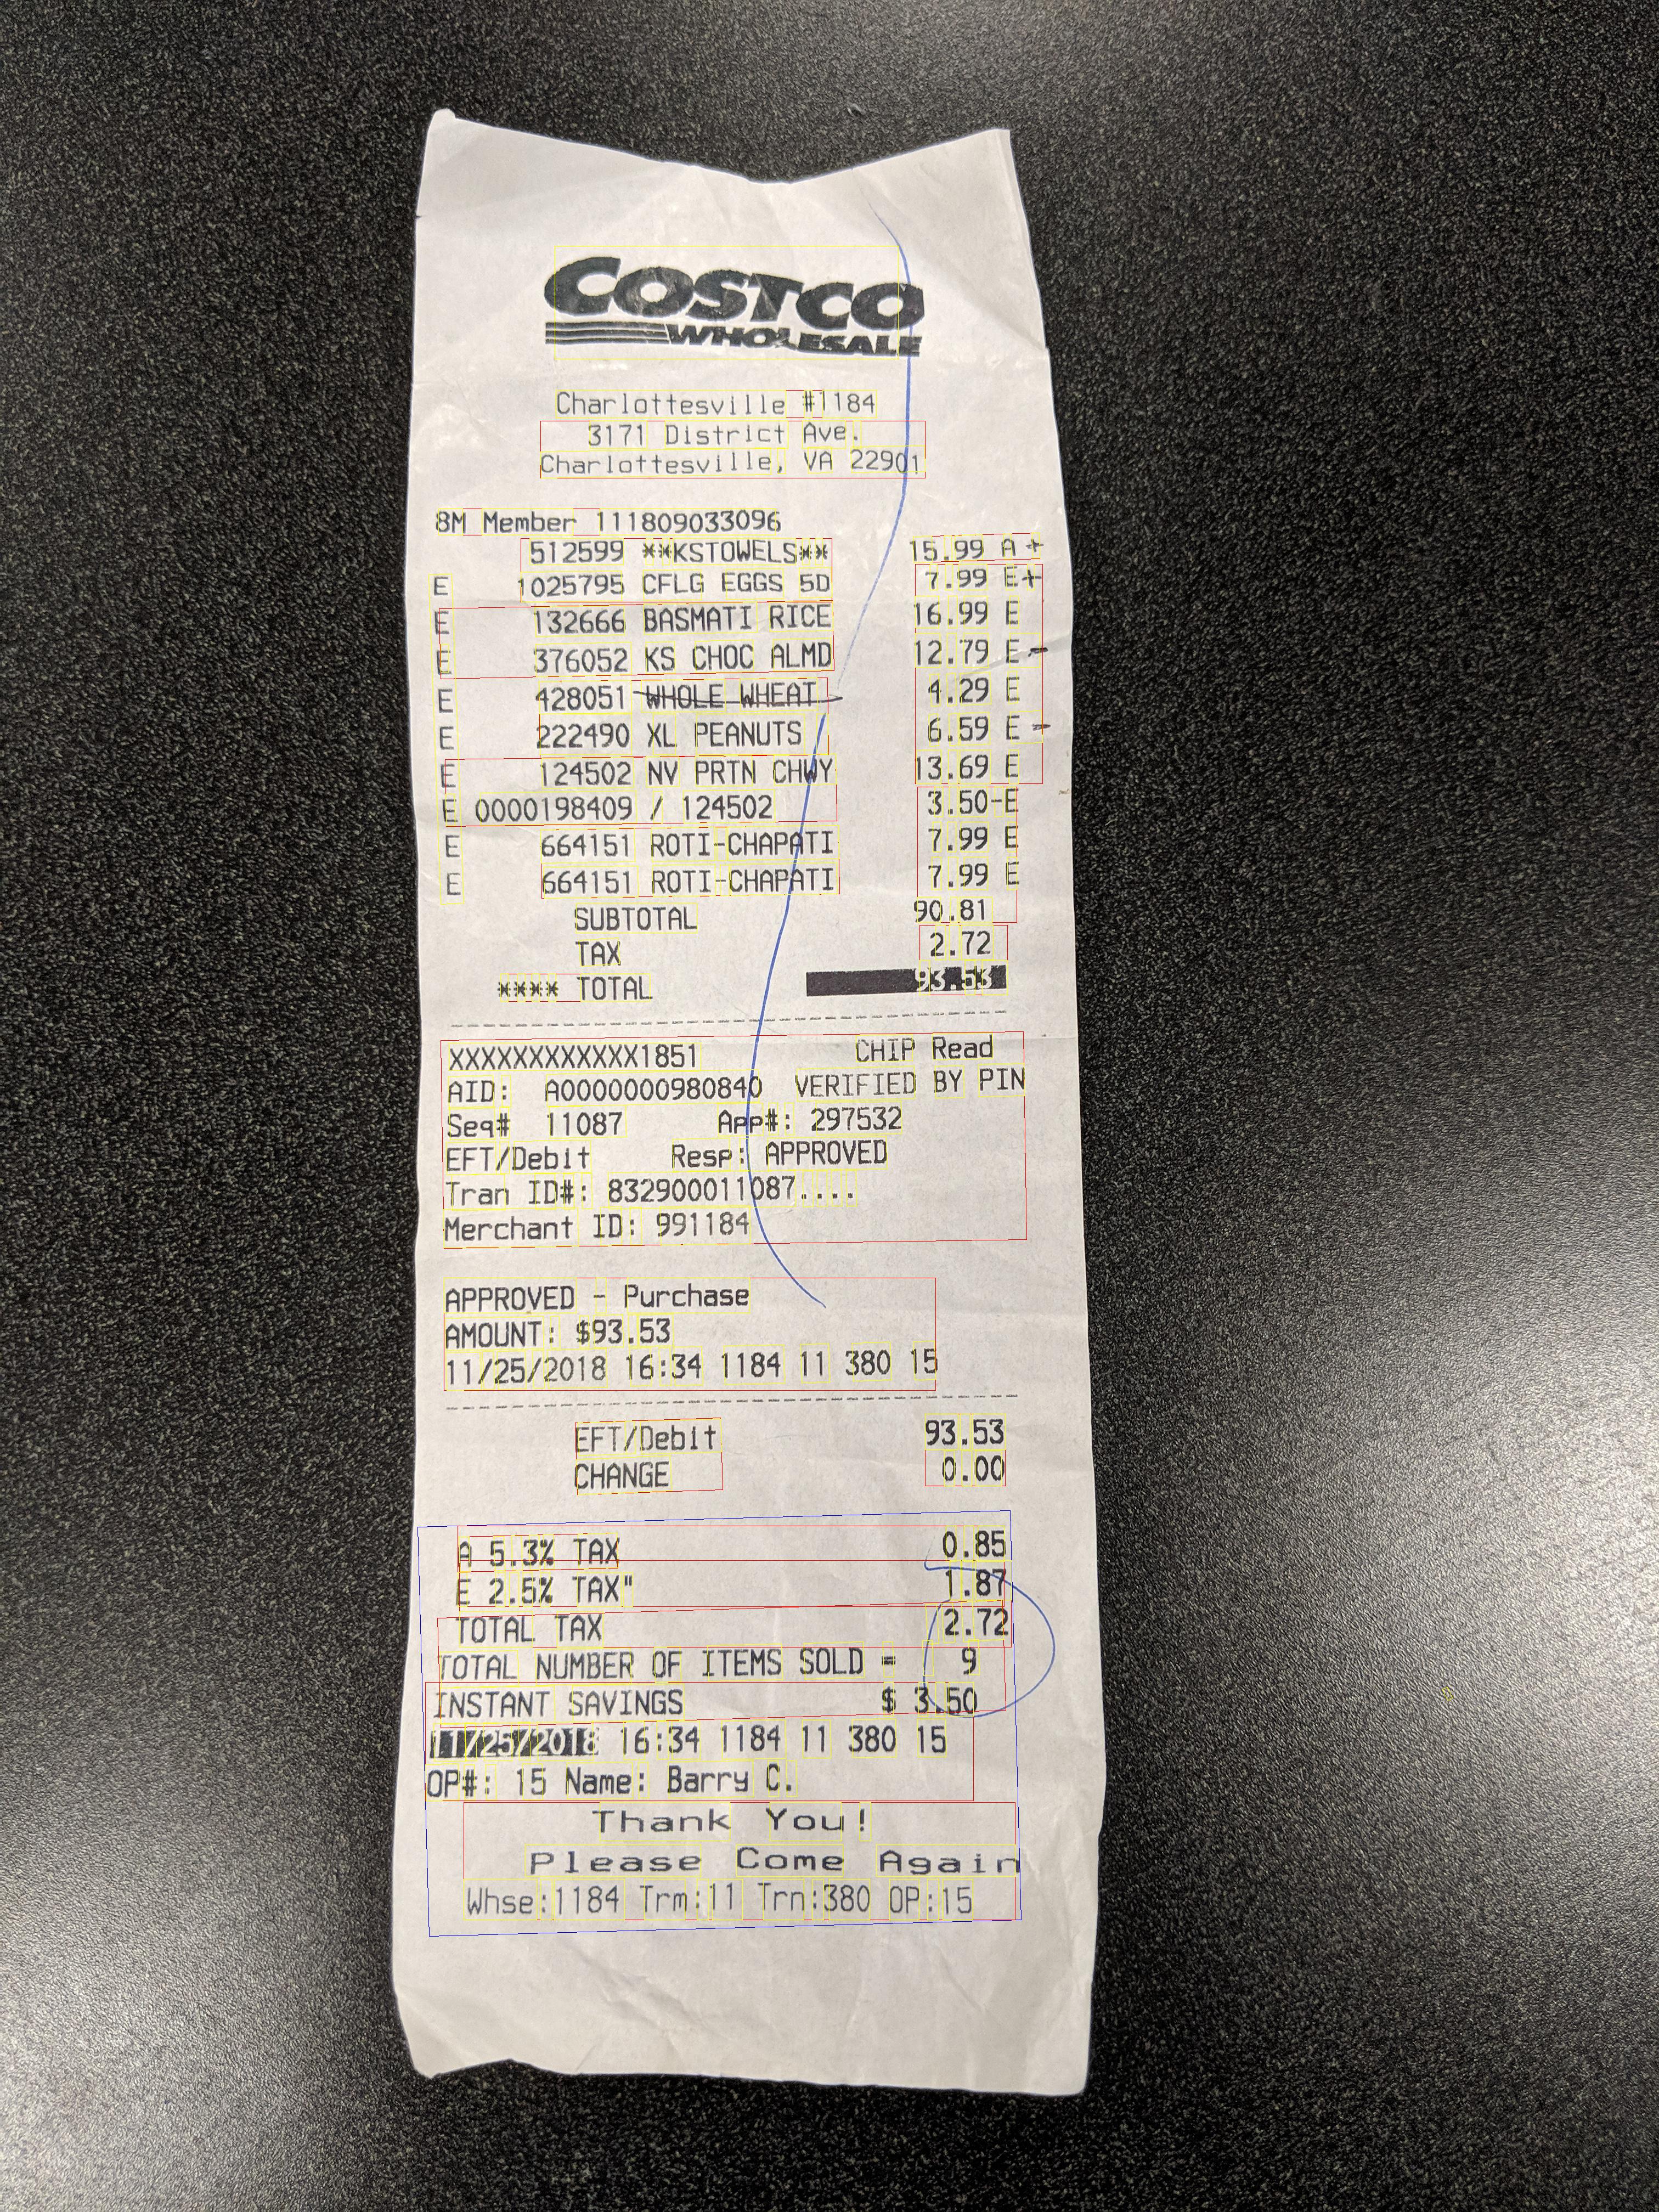 COSTCO
WHOLESALE
Charlottesville #1184
3171 District Ave.
Charlottesville, VA 22901
8M Member 111809033096
512599 **KSTOWELS** 15.99 A +
E 1025795 CFLG EGGS 5D 7.99 E+
E 132666 BASMATI RICE 16.99 E
E 376052 KS CHOC ALMD 12.79 E -
E 428051 WHOLE WHEAT 4.29 E
E 222490 XL PEANUTS 6.59 E -
E 124502 NV PRTN CHWY 13.69 E
E 0000198409 / 124502 3.50-E
E 664151 ROTI-CHAPATI 7.99 E
E 664151 ROTI-CHAPATI 7.99 E
SUBTOTAL 90.81
TAX 2.72
**** TOTAL 93.53
XXXXXXXXXXXX1851 CHIP Read
AID: A0000000980840 VERIFIED BY PIN
Seq# 11087 App#: 297532
EFT/Debit Resp: APPROVED
Tran ID#: 832900011087....
Merchant ID: 991184
APPROVED - Purchase
AMOUNT: $93.53
11/25/2018 16:34 1184 11 380 15
EFT/Debit 93.53
CHANGE 0.00
A 5.3% TAX 0.85
E 2.5% TAX" 1.87
TOTAL TAX 2.72
TOTAL NUMBER OF ITEMS SOLD = 9
INSTANT SAVINGS $ 3.50
11/25/2018 16:34 1184 11 380 15
OP#: 15 Name: Barry C.
Thank You!
Please Come Again
Whse:1184 Trm:11 Trn:380 OP:15